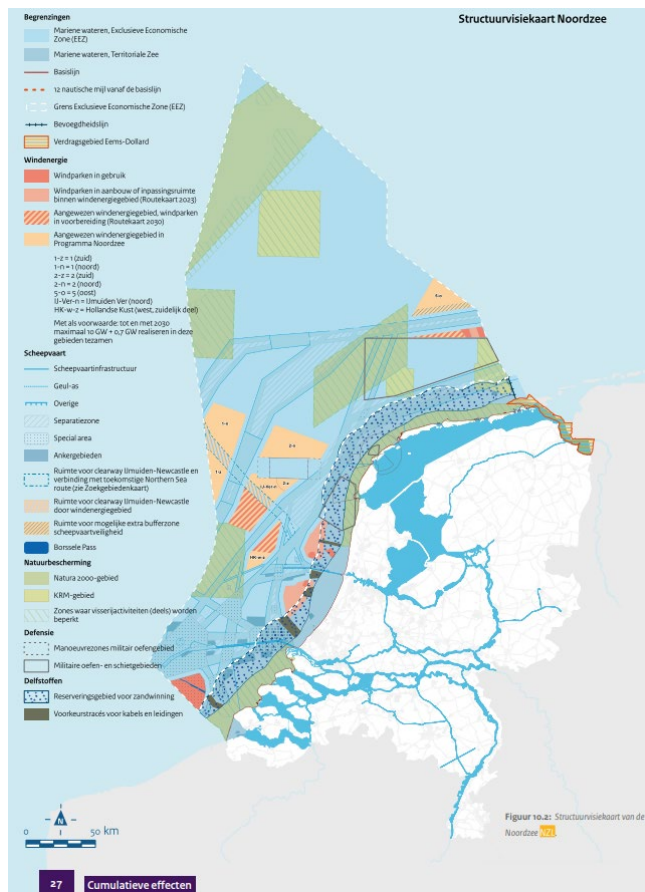 Structuurvisiekaart Noordzee
Begrenzingen
Mariene wateren, Exclusieve Economische
Zone (EEZ)
Mariene wateren, Territoriale Zee
Basislijn
12 nautische mijl vanaf de basislijn
Grens Exclusieve Economische Zone (EEZ)
Bevoegdheidslijn
Verdragsgebied Eems-Dollard
Windenergie
Windparken in gebruik
Windparken in aanbouw of inpassingsruimte
binnen windenergiegebied (Routekaart 2023)
Aangewezen windenergiegebied, windparken
in voorbereiding (Routekaart 2030)
Aangewezen windenergiegebied in
Programma Noordzee
1-z = 1 (zuid)
1-n = 1 (noord)
2-z = 2 (zuid)
2-n = 2 (noord)
5-o = 5 (oost)
IJ-Ver-n = IJmuiden Ver (noord)
HK-w-z = Hollandse Kust (west, zuidelijk deel)
Met als voorwaarde: tot en met 2030
maximaal 10 GW + 0,7 GW realiseren in deze
gebieden tezamen
Scheepvaart
Scheepvaartinfrastructuur
Geul-as
Overige
Separatiezone
Special area
Ankergebieden
Ruimte voor clearway IJmuiden-Newcastle en
verbinding met toekomstige Northern Sea
route (zie Zoekgebiedenkaart)
Ruimte voor clearway IJmuiden-Newcastle
door windenergiegebied
Ruimte voor mogelijke extra bufferzone
scheepvaartveiligheid
Borssele Pass
Natuurbescherming
Natura 2000-gebied
KRM-gebied
Zones waar visserijactiviteiten (deels) worden
beperkt
Defensie
Manoeuvrezones militair oefengebied
Militaire oefen- en schietgebieden
Delfstoffen
Reserveringsgebied voor zandwinning
Voorkeurstracés voor kabels en leidingen
N
0 50 km
Figuur 10.2: Structuurvisiekaart van de
Noordzee
27 Cumulatieve effecten